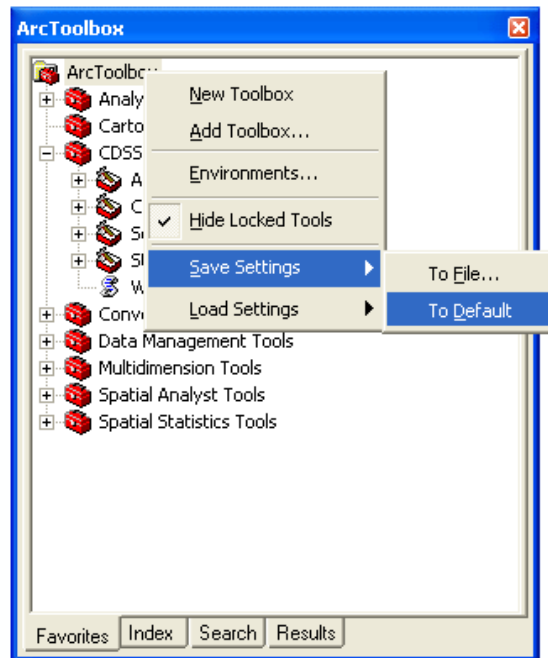 ArcToolbox
ArcToolbox
Analy
Carto
CDSS
A
C
S
S
W
Conv
Data Management Tools
Multidimension Tools
Spatial Analyst Tools
Spatial Statistics Tools
New Toolbox
Add Toolbox...
Environments...
Hide Locked Tools
Save Settings
Load Settings
To File...
To Default
Favorites Index Search Results